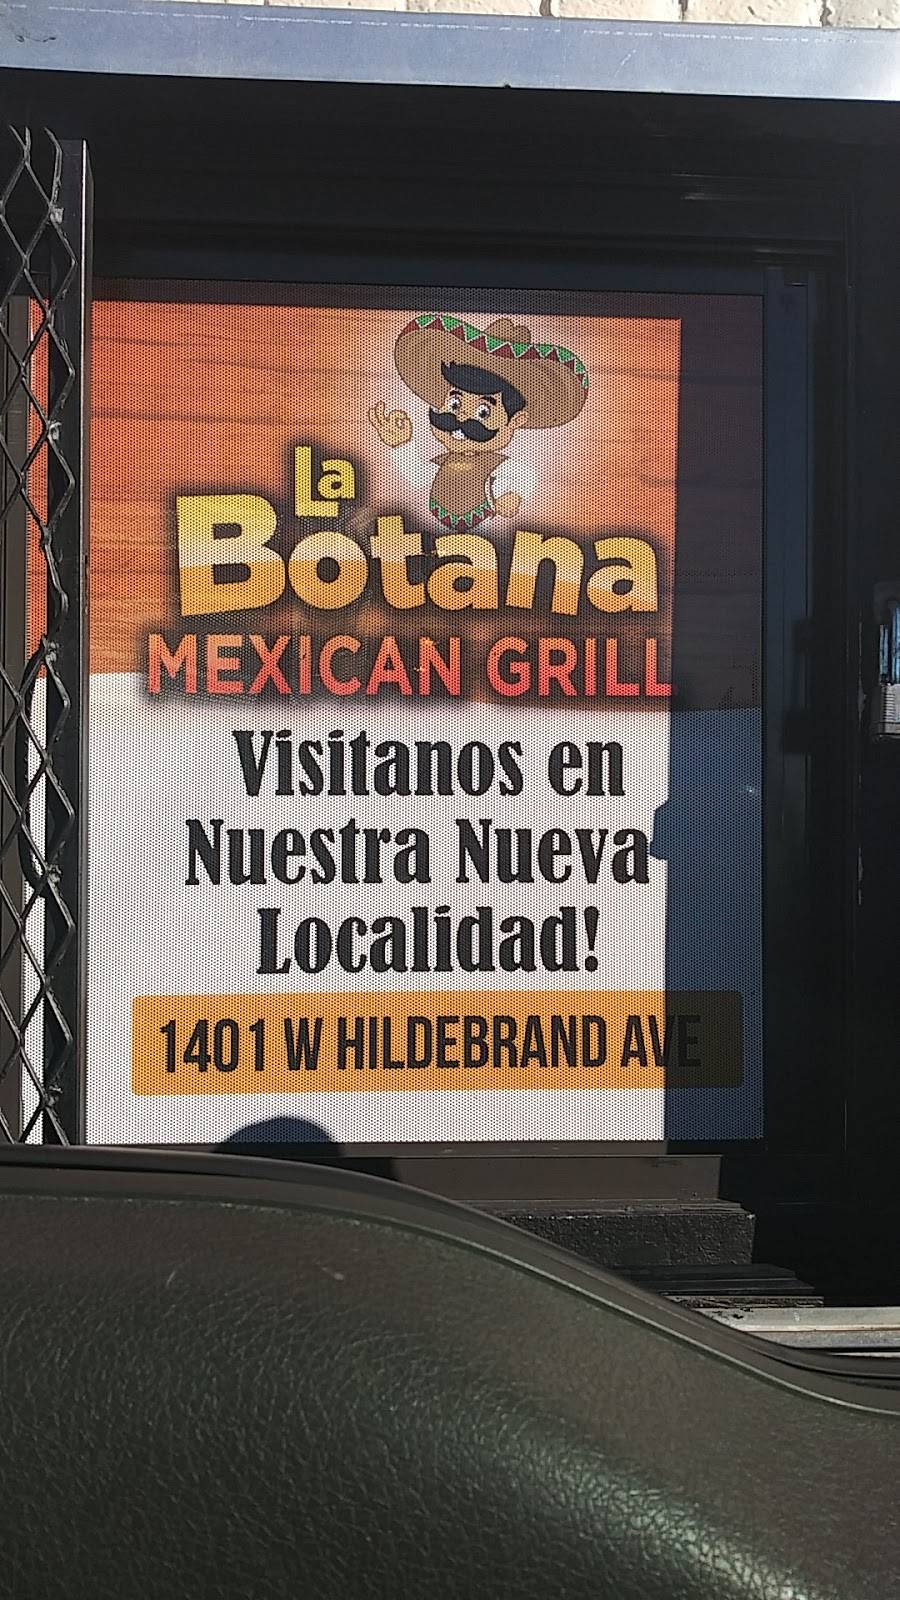 La
Botana
MEXICAN GRILL
Visitanos en
Nuestra Nueva
Localidad!
1401 W HILDEBRAND AVE